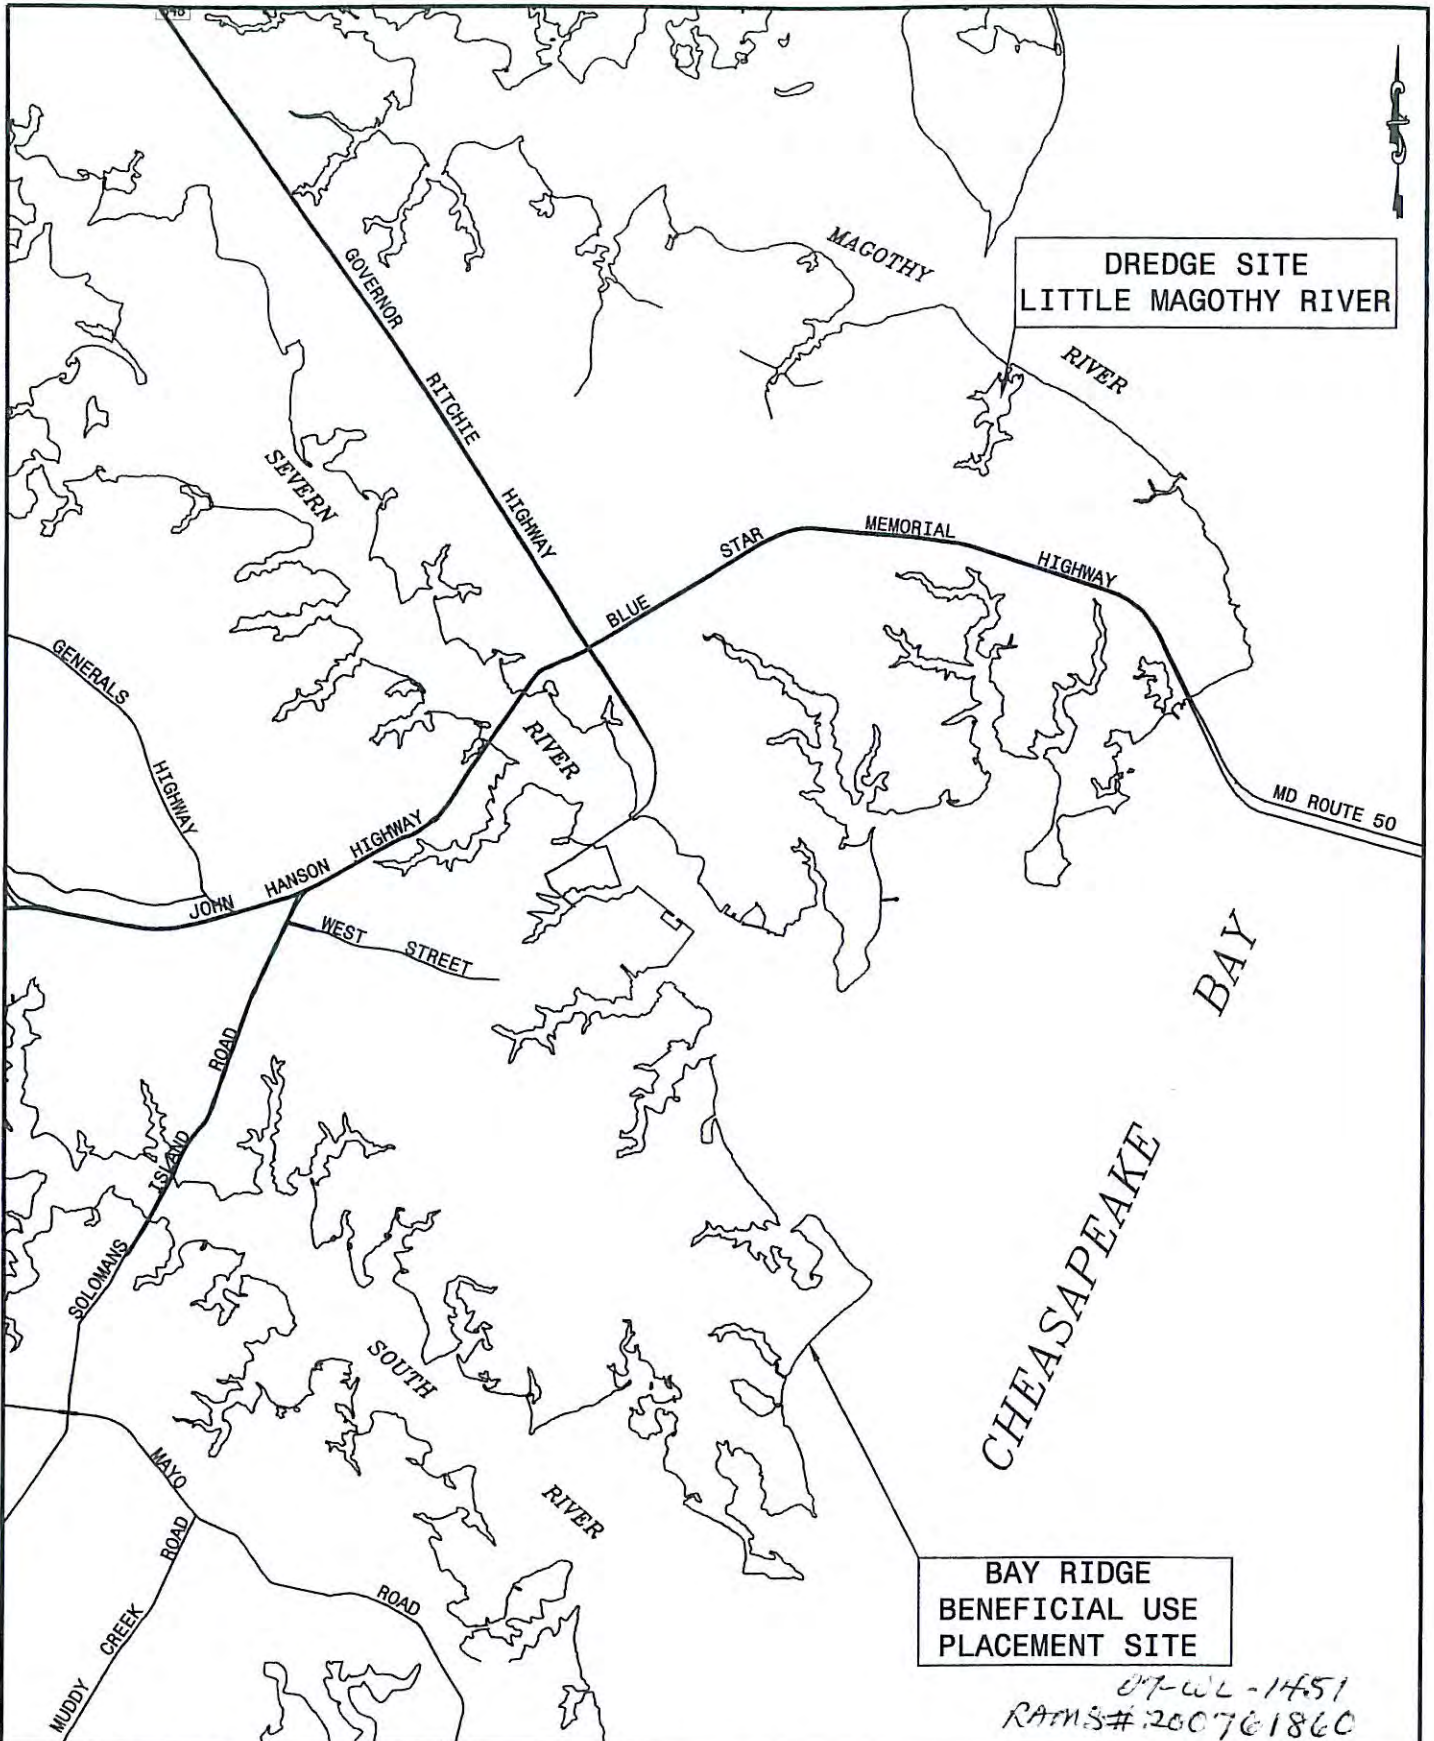 MAGOTHY
RIVER
DREDGE SITE
LITTLE MAGOTHY RIVER
GOVERNOR
RITCHIE
HIGHWAY
SEVERN
RIVER
BLUE
STAR
MEMORIAL
HIGHWAY
MD ROUTE 50
GENERALS
HIGHWAY
JOHN
HANSON
HIGHWAY
WEST STREET
SOLOMANS
ISLAND
ROAD
CHEASAPEAKE
BAY
SOUTH
RIVER
MAYO
ROAD
MUDDY
CREEK
ROAD
BAY RIDGE
BENEFICIAL USE
PLACEMENT SITE
07-WL-1451
RAMS# 200761860